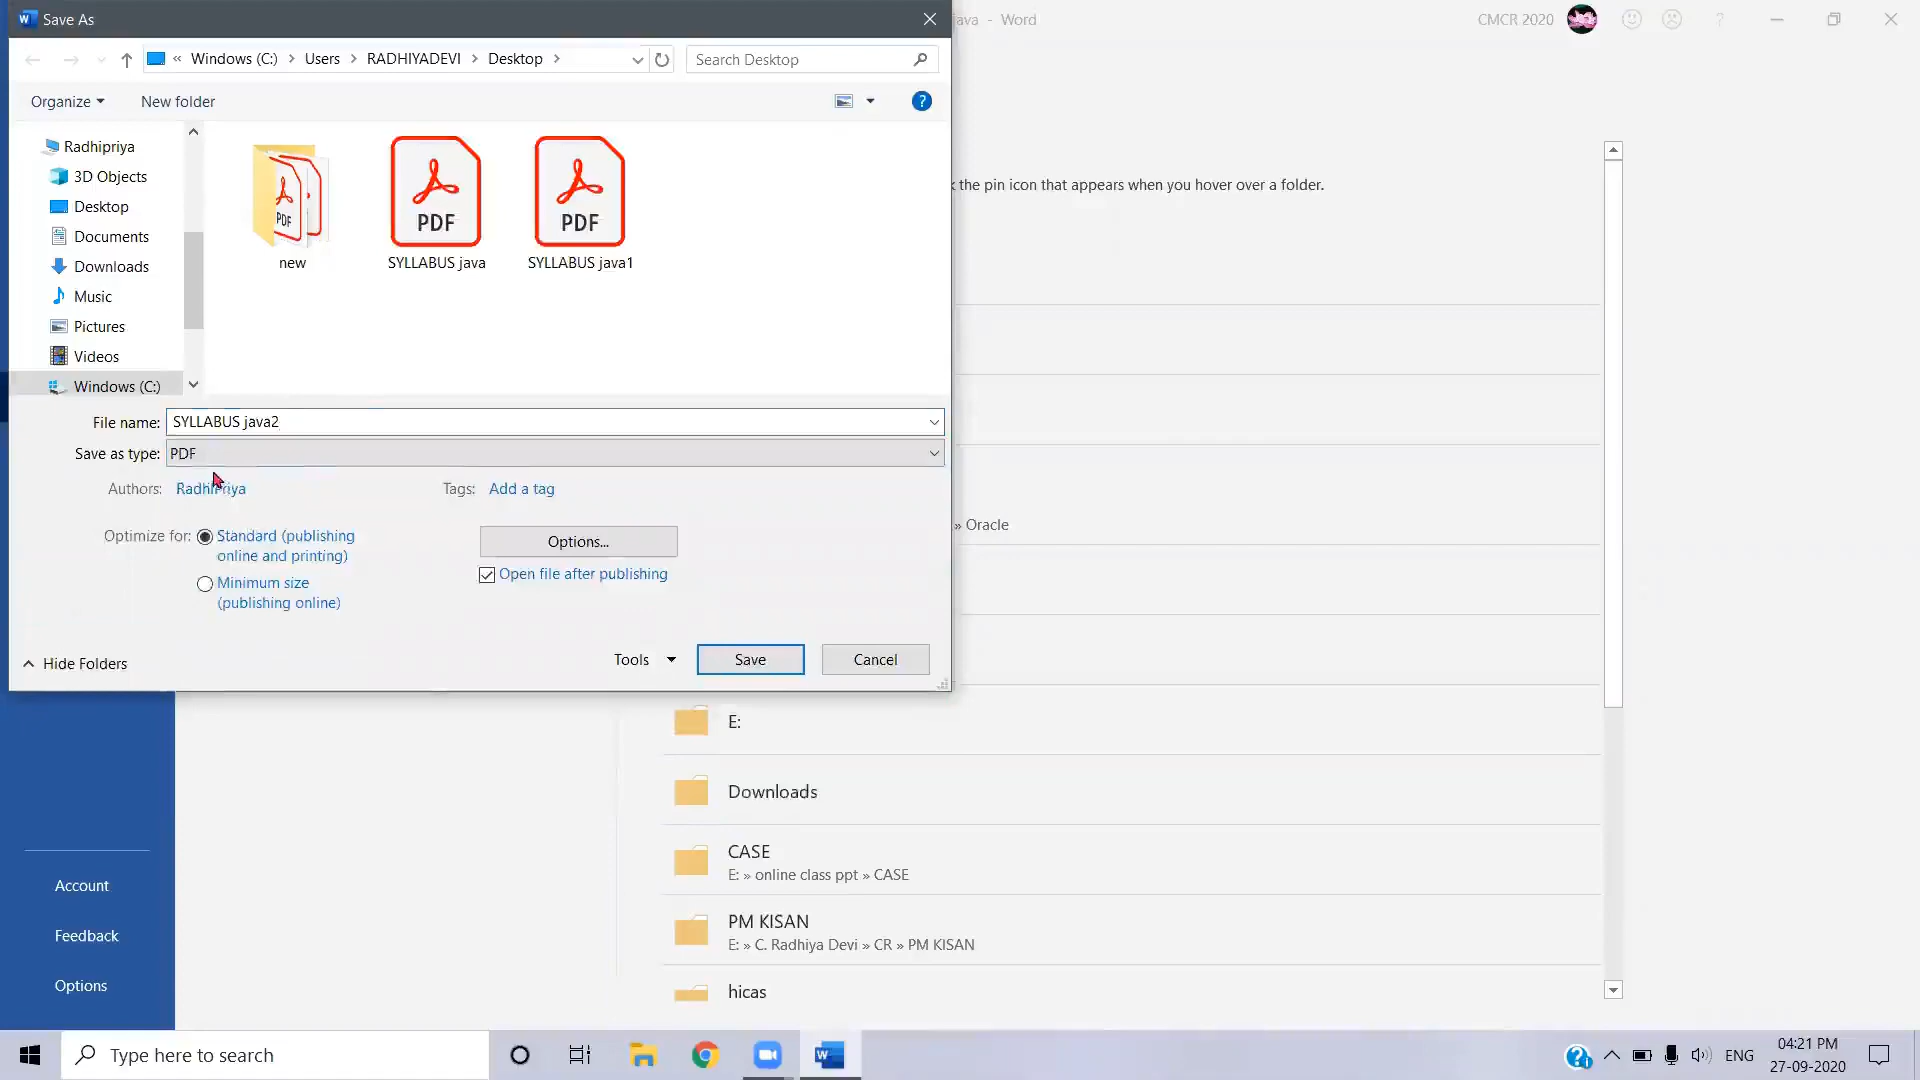 Save As
java - Word
CMCR 2020
?
« Windows (C:) > Users > RADHIYADEVI > Desktop >
Search Desktop
Organize
New folder
?
Radhipriya
3D Objects
Desktop
Documents
Downloads
Music
Pictures
Videos
Windows (C:)
PDF
new
PDF
SYLLABUS java
PDF
SYLLABUS java1
k the pin icon that appears when you hover over a folder.
File name: SYLLABUS java2
Save as type: PDF
Authors: RadhiPriya
Tags: Add a tag
Optimize for: Standard (publishing
online and printing)
Minimum size
(publishing online)
Options...
Open file after publishing
Hide Folders
Tools
Save
Cancel
» Oracle
E:
Downloads
CASE
E: » online class ppt » CASE
PM KISAN
E: » C. Radhiya Devi » CR » PM KISAN
hicas
Account
Feedback
Options
Type here to search
ENG
04:21 PM
27-09-2020